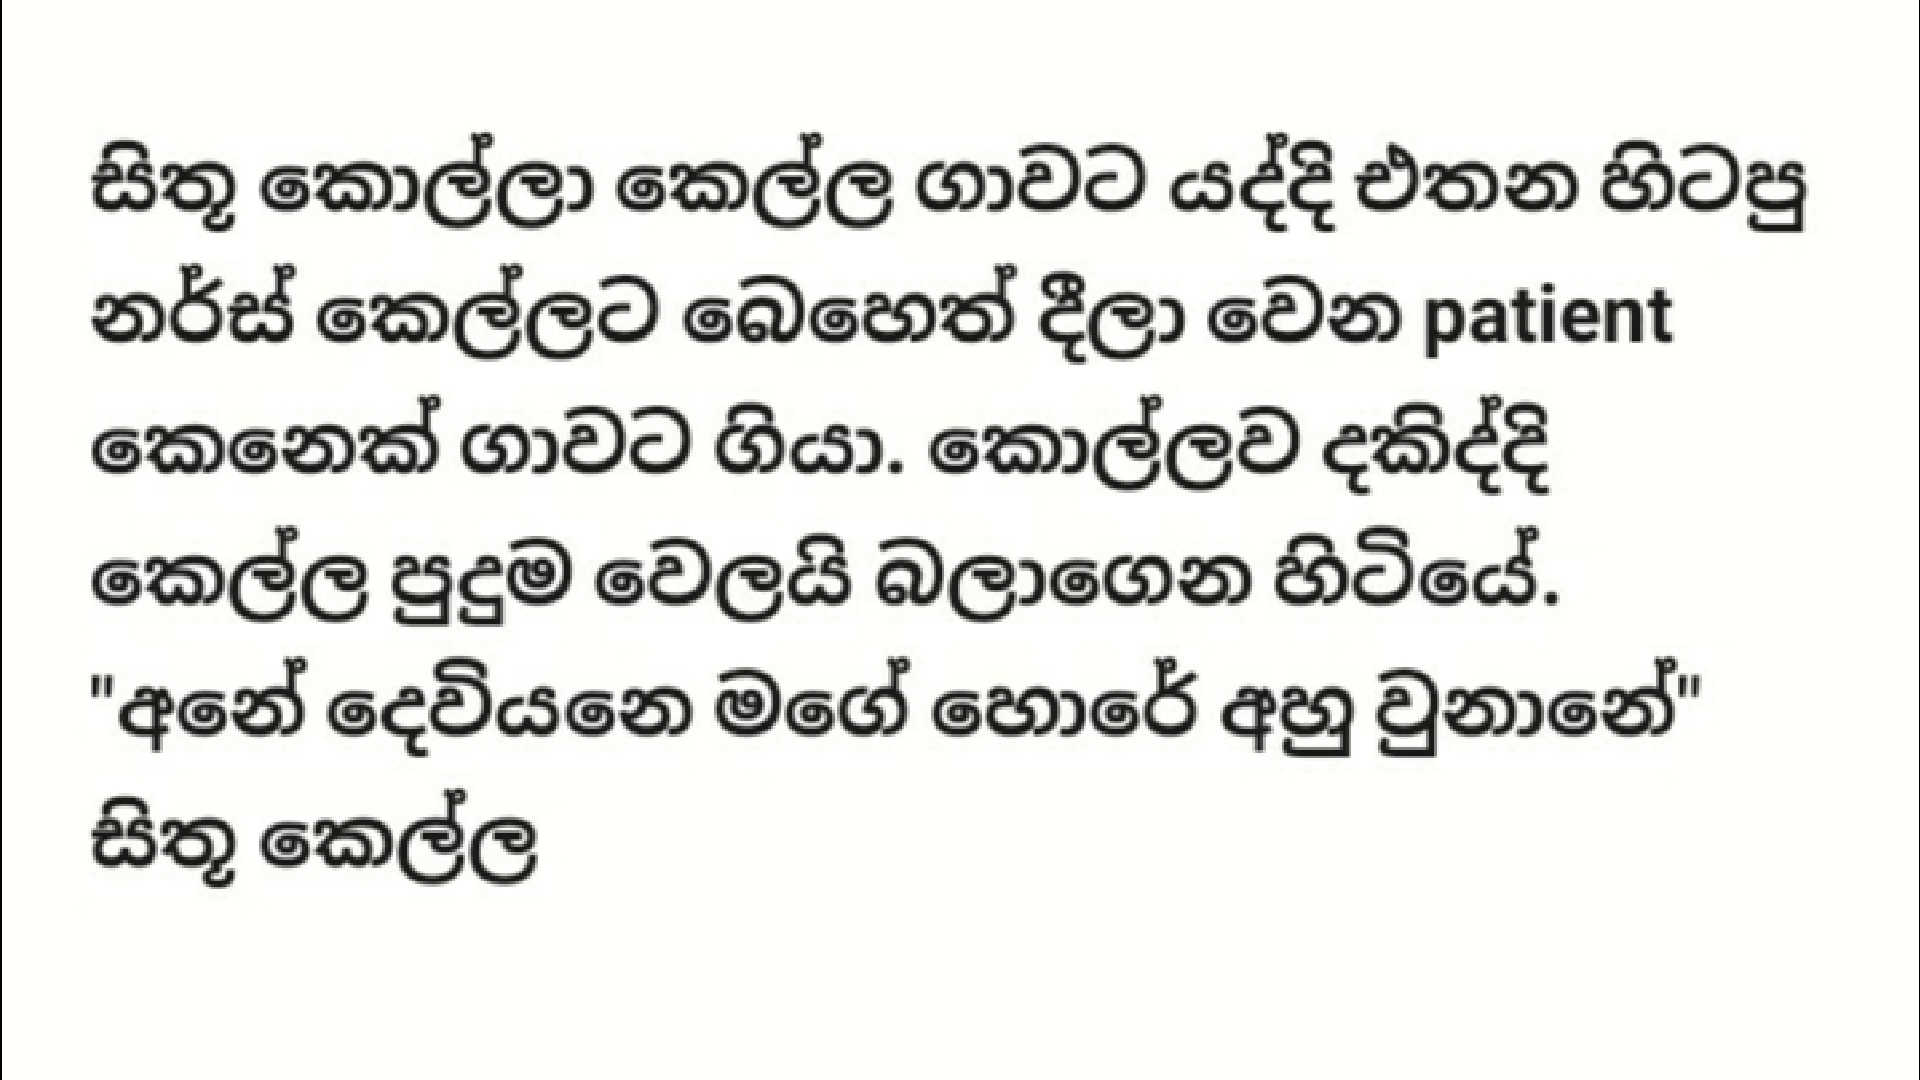 සිතූ කොල්ලා කෙල්ල ගාවට යද්දි එතන හිටපු
නර්ස් කෙල්ලට බෙහෙත් දීලා වෙන patient
කෙනෙක් ගාවට ගියා. කොල්ලව දකිද්දි
කෙල්ල පුදුම වෙලයි බලාගෙන හිටියේ.
"අනේ දෙවියනෙ මගේ හොරේ අහු වුනානේ"
සිතූ කෙල්ල